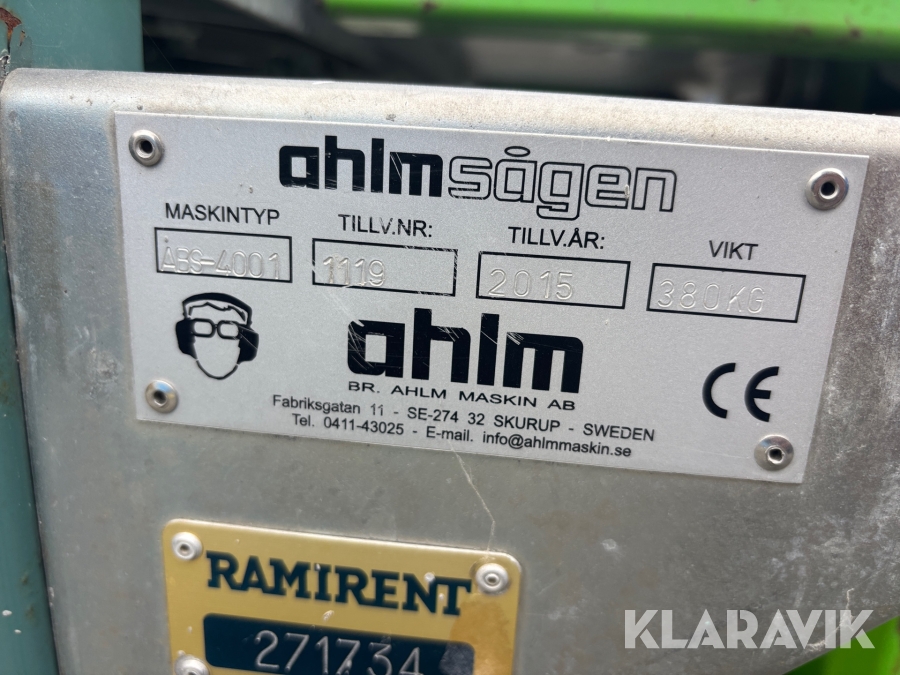 ahlmsågen
MASKINTYP TILLV.NR: TILLV.ÅR: VIKT
ÅBS-4001 1119 2015 380KG
ahlm
BR. AHLM MASKIN AB
CE
Fabriksgatan 11 - SE-274 32 SKURUP - SWEDEN
Tel. 0411-43025 - E-mail. info@ahlmmaskin.se
RAMIRENT
271734
KLARAVIK